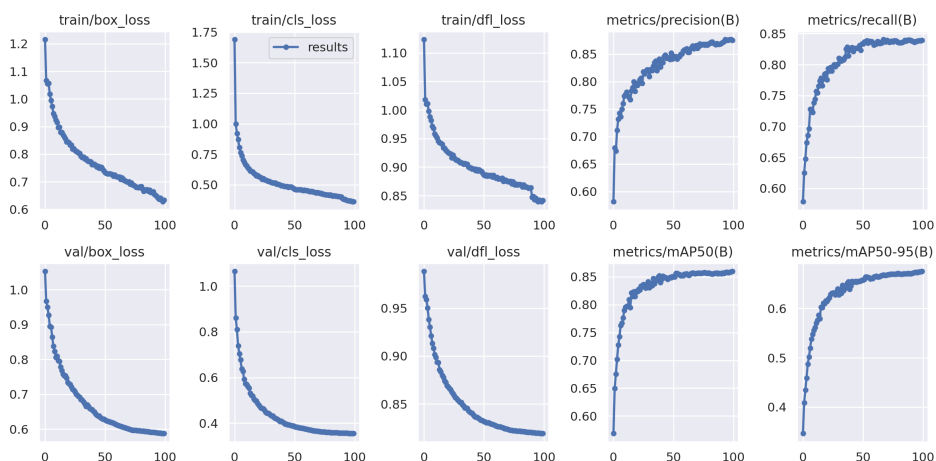 train/box_loss
1.2
1.1
1.0
0.9
0.8
0.7
0.6
0 50 100
train/cls_loss
results
1.75
1.50
1.25
1.00
0.75
0.50
0 50 100
train/dfl_loss
1.10
1.05
1.00
0.95
0.90
0.85
0 50 100
metrics/precision(B)
0.85
0.80
0.75
0.70
0.65
0.60
0 50 100
metrics/recall(B)
0.85
0.80
0.75
0.70
0.65
0.60
0 50 100
val/box_loss
1.0
0.9
0.8
0.7
0.6
0 50 100
val/cls_loss
1.0
0.8
0.6
0.4
0 50 100
val/dfl_loss
0.95
0.90
0.85
0 50 100
metrics/mAP50(B)
0.85
0.80
0.75
0.70
0.65
0.60
0 50 100
metrics/mAP50-95(B)
0.6
0.5
0.4
0 50 100